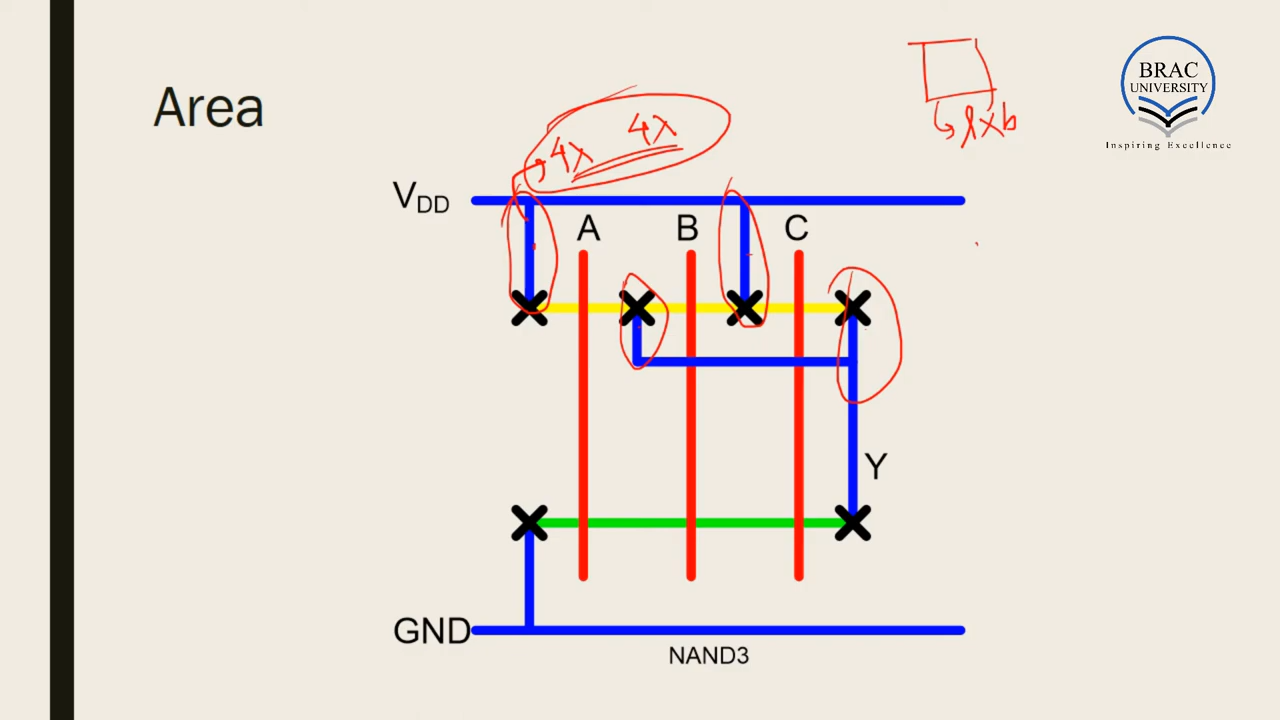 BRAC
UNIVERSITY
Inspiring Excellence
Area
l×b
4λ 4λ
VDD
A B C
Y
GND
NAND3